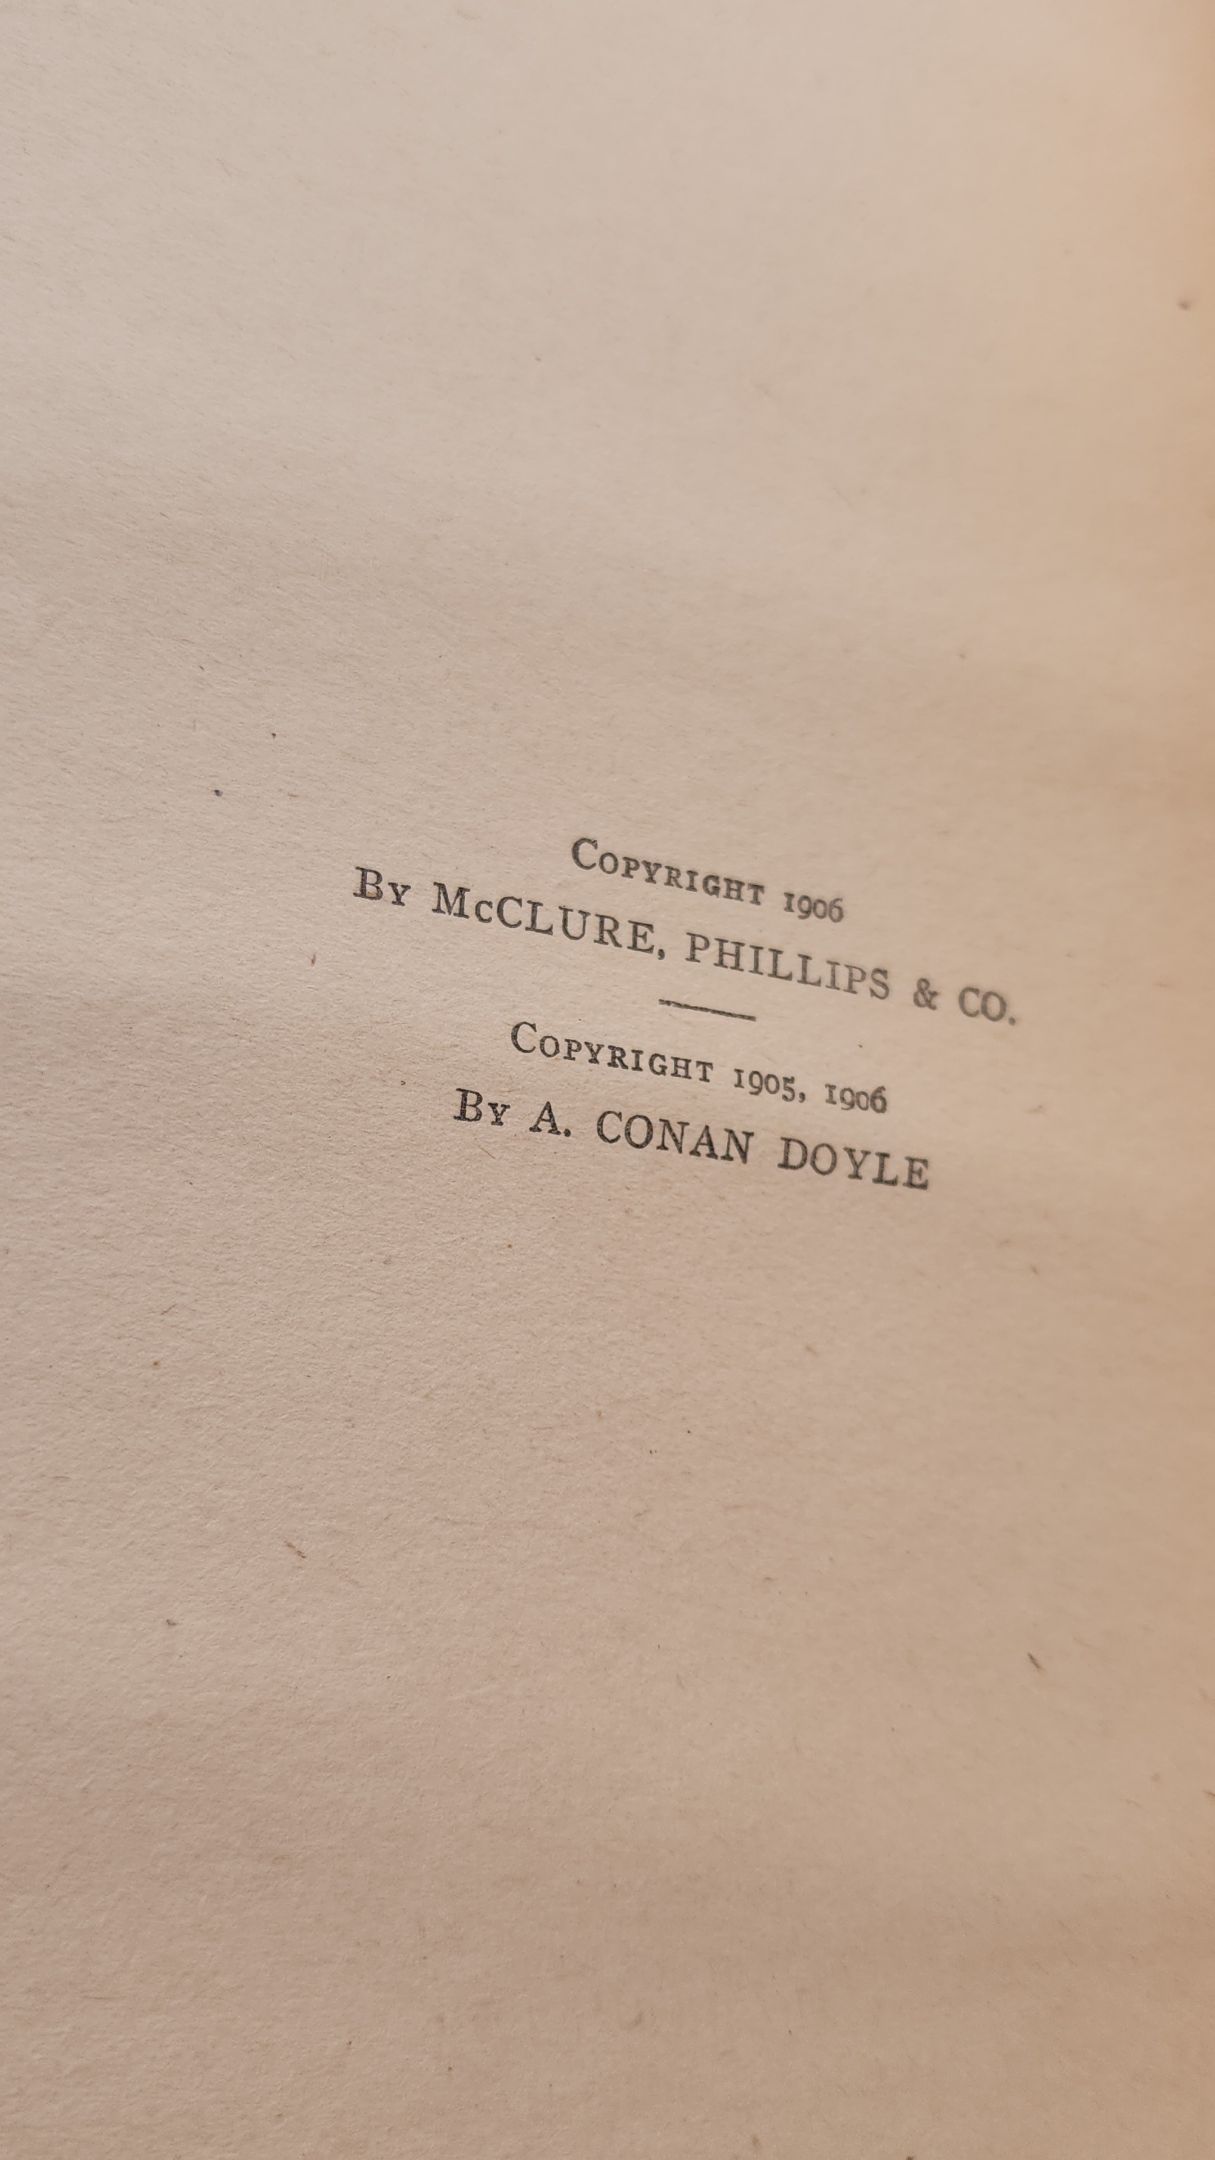 Copyright 1906
By McCLURE, PHILLIPS & CO.
Copyright 1905, 1906
By A. CONAN DOYLE